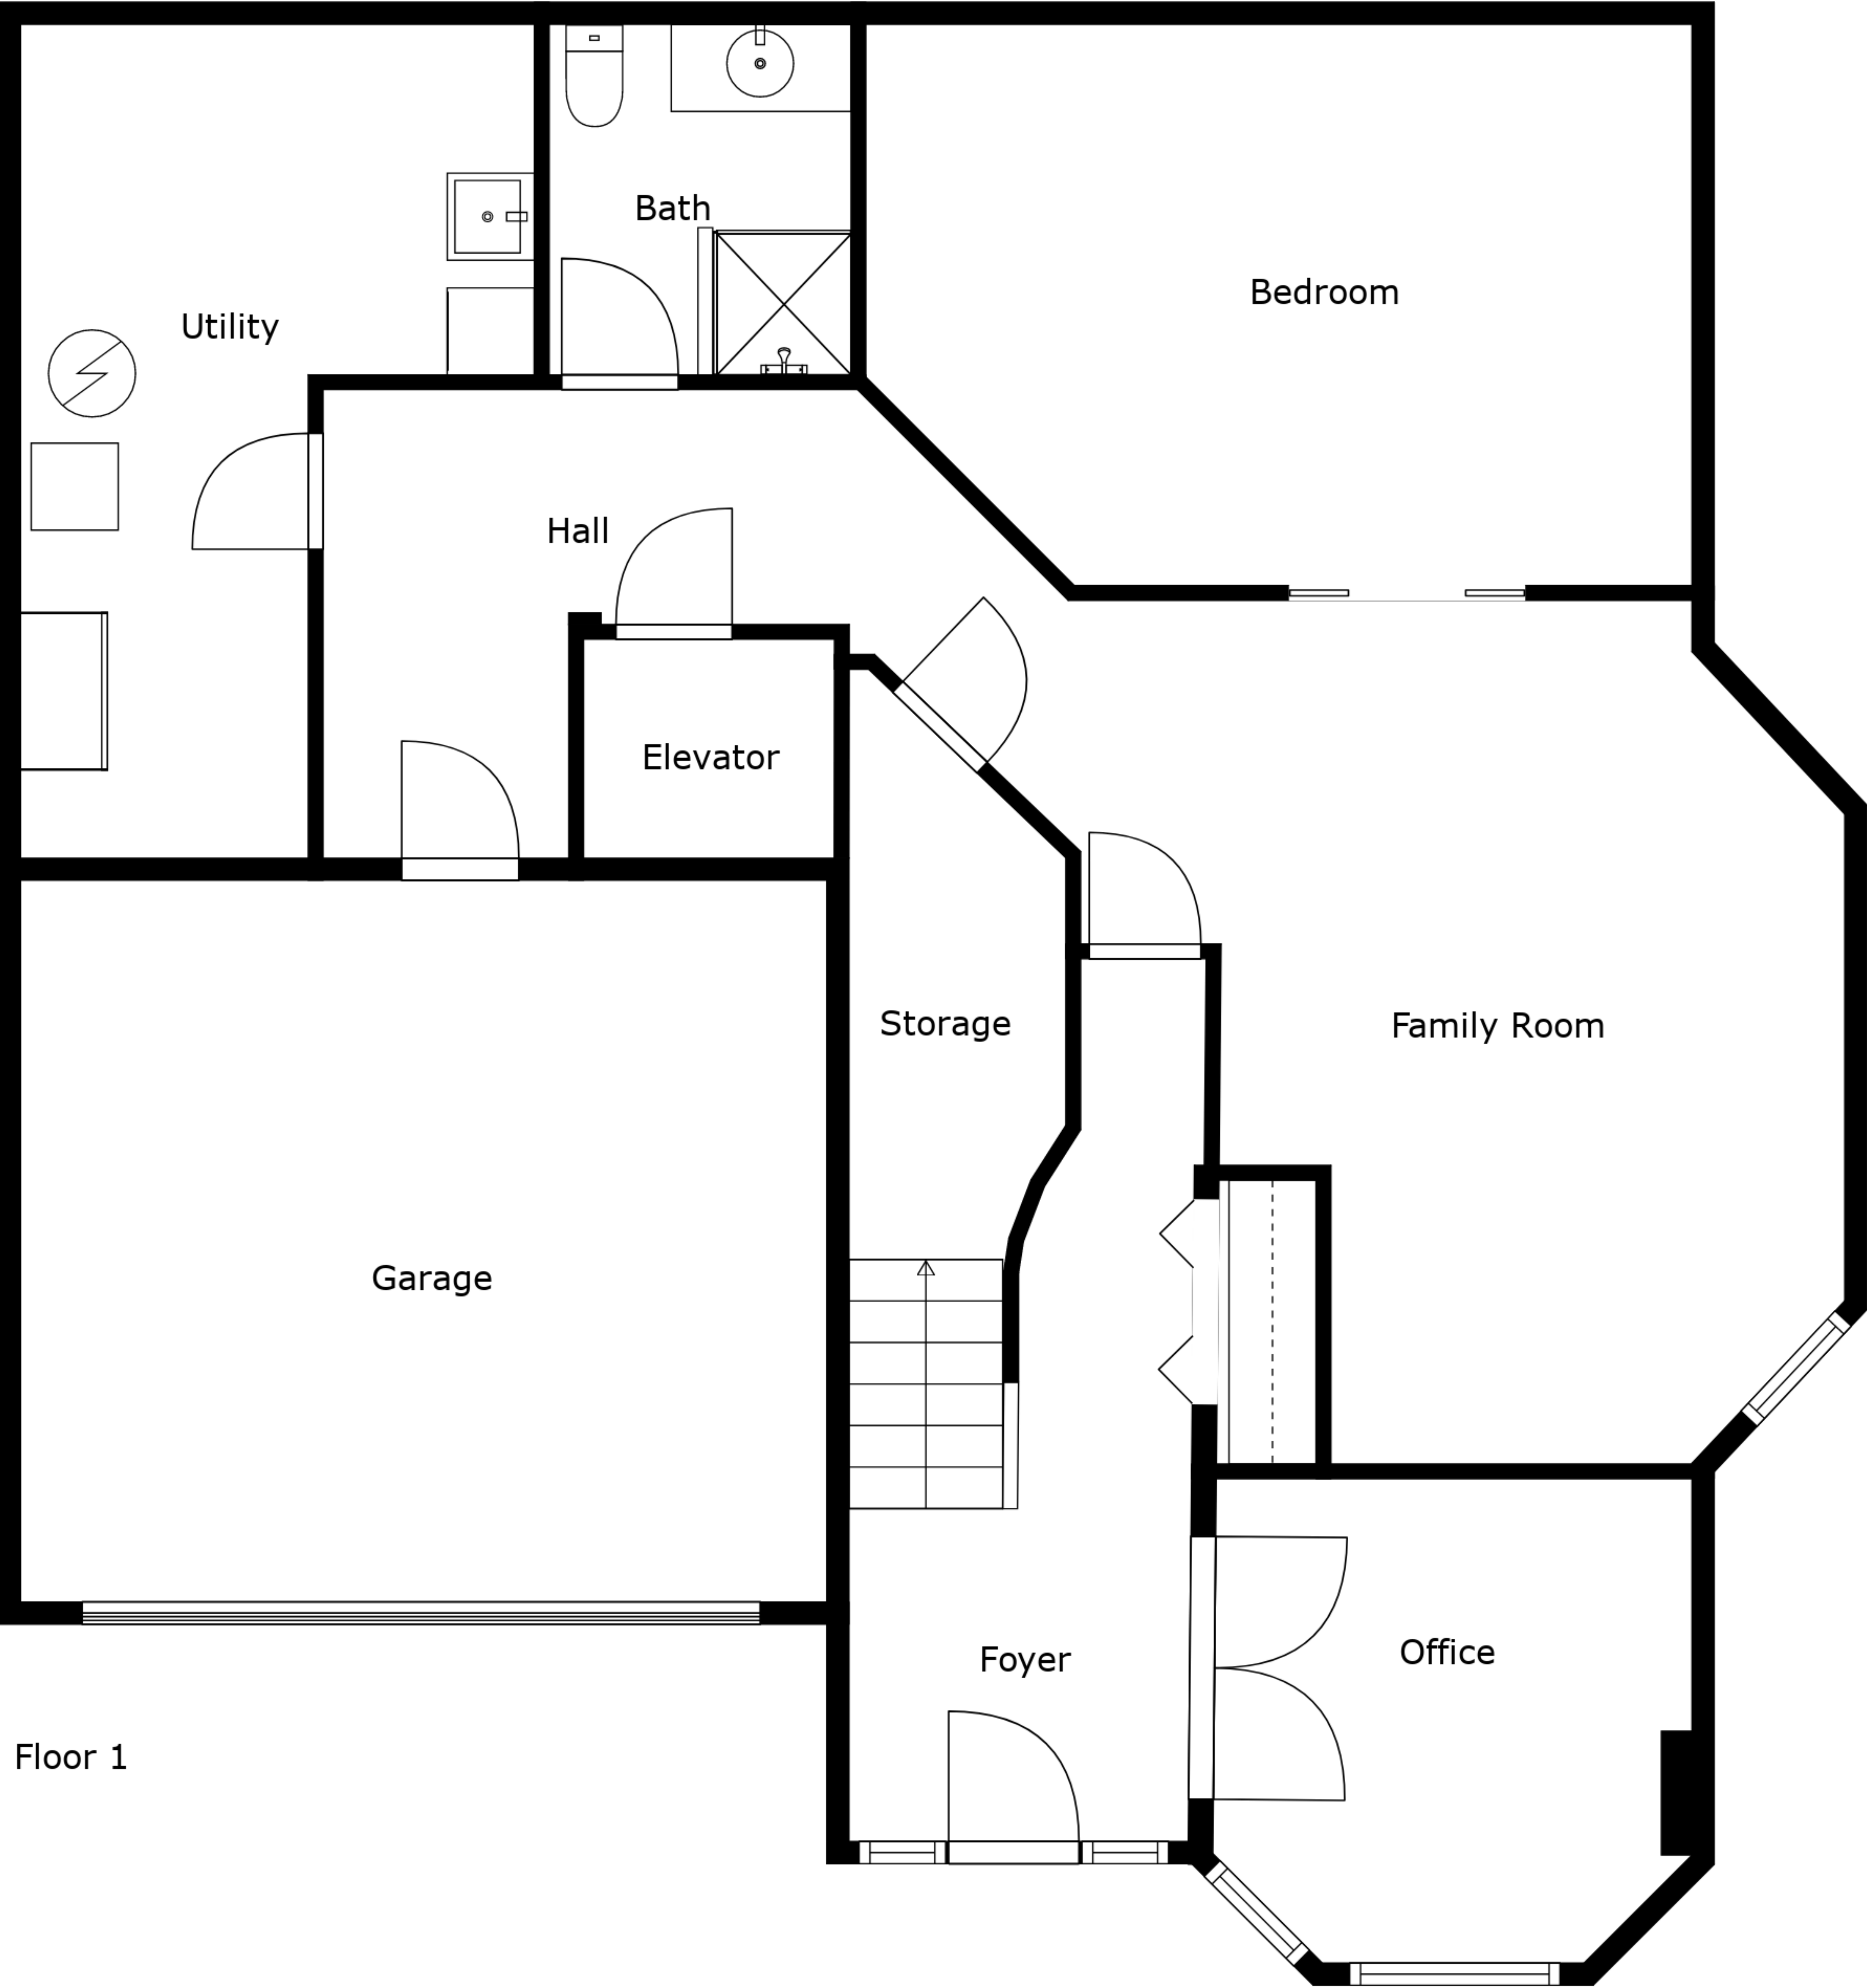 Bath
Bedroom
Utility
Hall
Elevator
Storage
Family Room
Garage
Foyer
Office
Floor 1